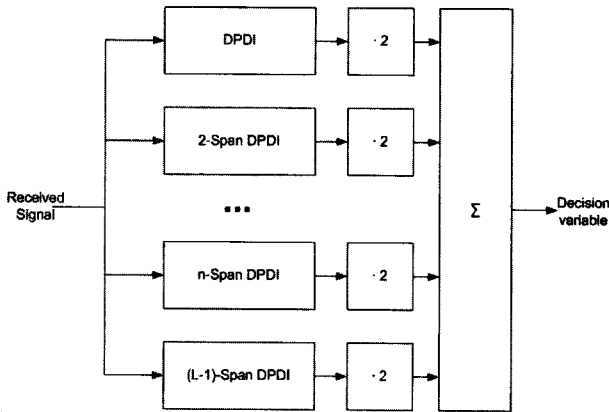 DPDI
· 2
2-Span DPDI
· 2
Received
Signal
...
Σ
Decision
variable
n-Span DPDI
· 2
(L-1)-Span DPDI
· 2